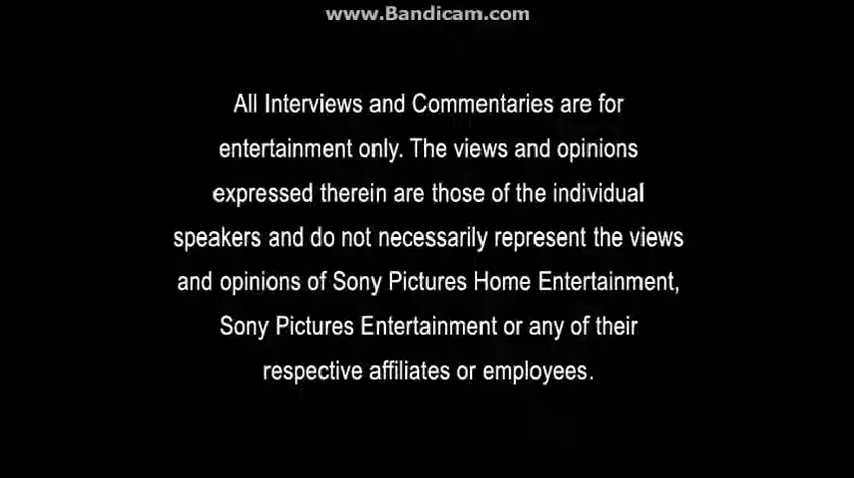 www.Bandicam.com
All Interviews and Commentaries are for
entertainment only. The views and opinions
expressed therein are those of the individual
speakers and do not necessarily represent the views
and opinions of Sony Pictures Home Entertainment,
Sony Pictures Entertainment or any of their
respective affiliates or employees.